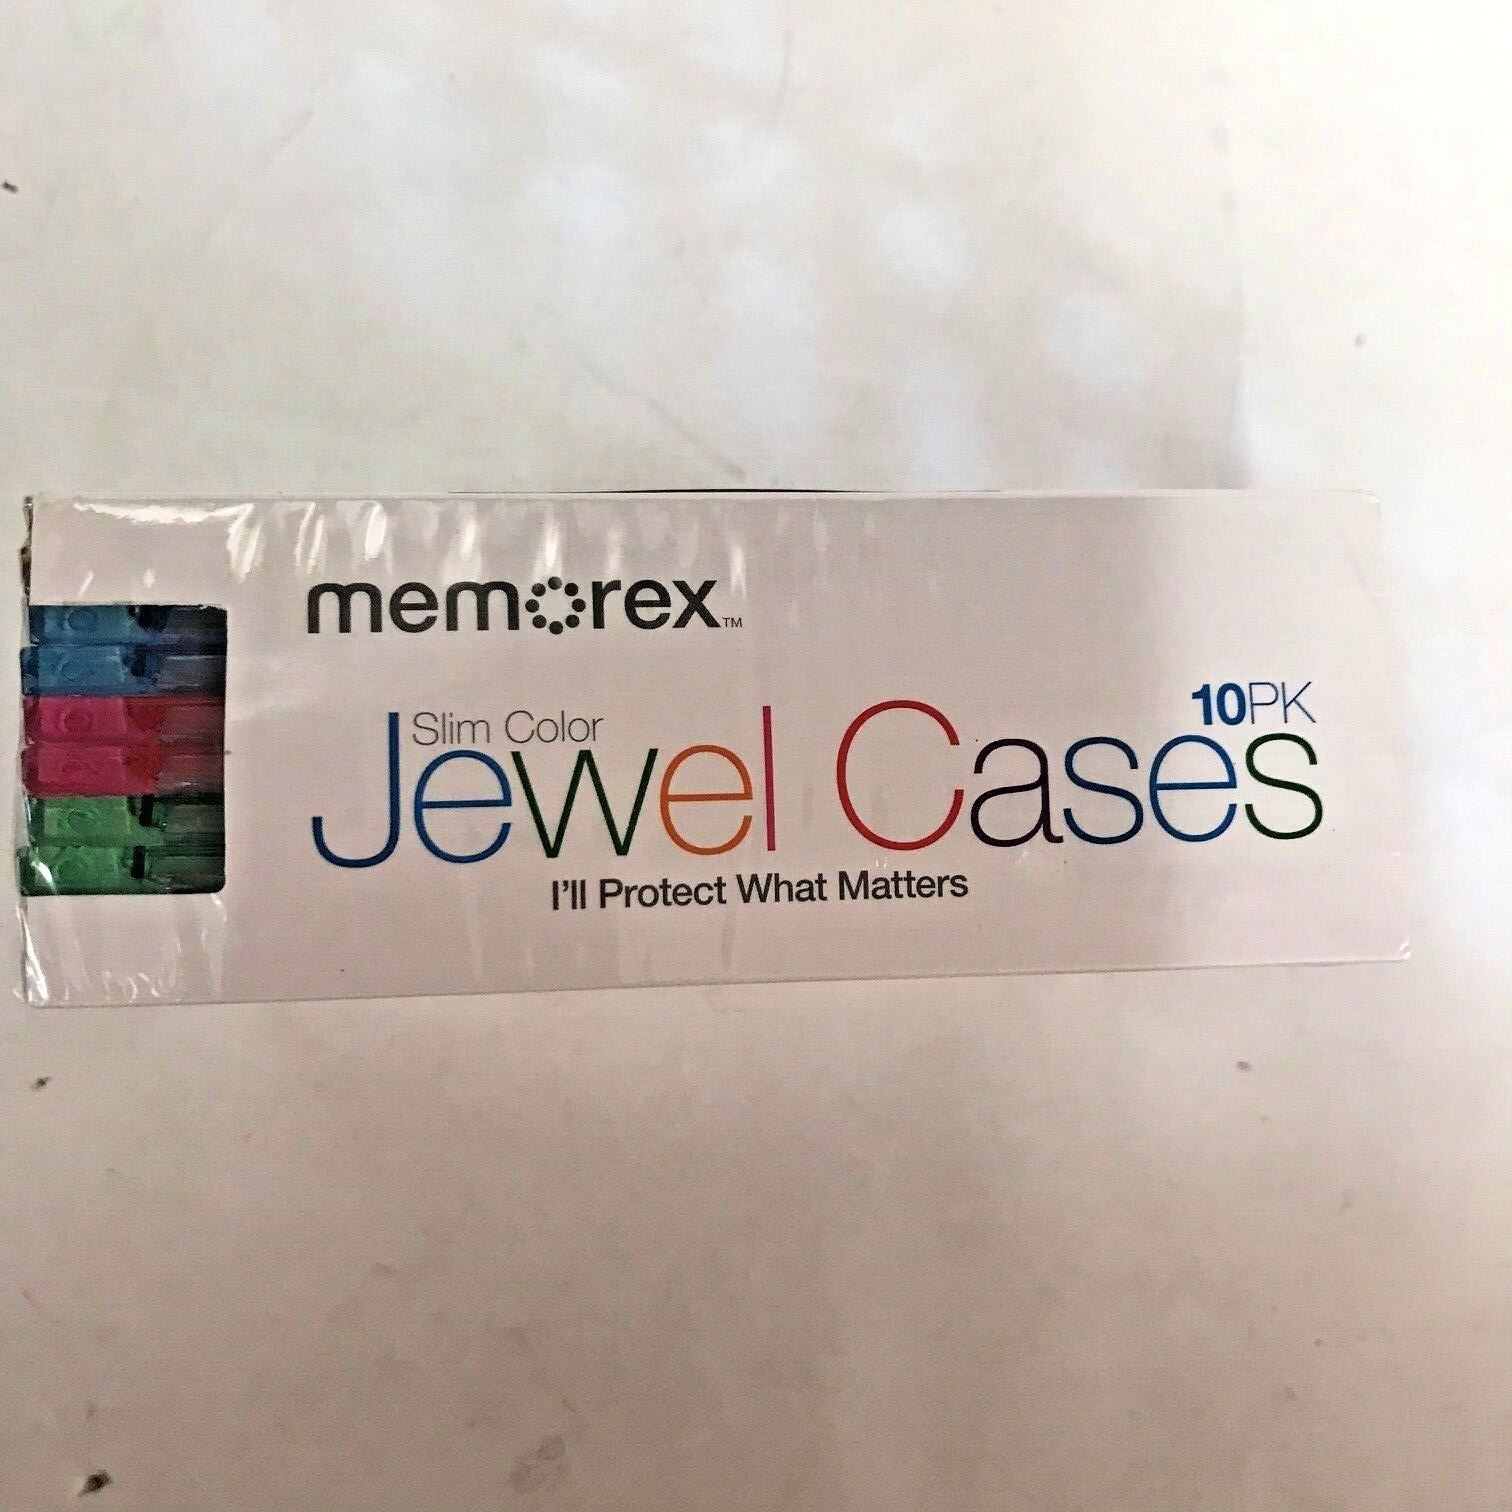 memorex™
Slim Color
10PK
Jewel Cases
I'll Protect What Matters